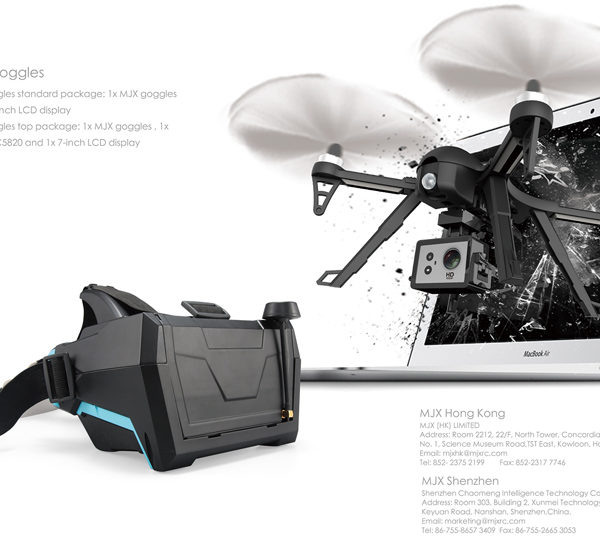 oggles
gles standard package: 1x MJX goggles
nch LCD display
gles top package: 1x MJX goggles , 1x
5820 and 1x 7-inch LCD display
HD
MacBook Air
MJX Hong Kong
MJX (HK) LIMITED
Address: Room 2212, 22/F, North Tower, Concordia
No. 1, Science Museum Road,TST East, Kowloon, Ho
Email: mjxhk@mjxrc.com
Tel: 852- 2375 2199 Fax: 852-2317 7746
MJX Shenzhen
Shenzhen Chaomeng Intelligence Technology Co
Address: Room 303, Building 2, Xunmei Technology
Keyuan Road, Nanshan, Shenzhen,China.
Email: marketing@mjxrc.com
Tel: 86-755-8657 3409 Fax: 86-755-2665 3053